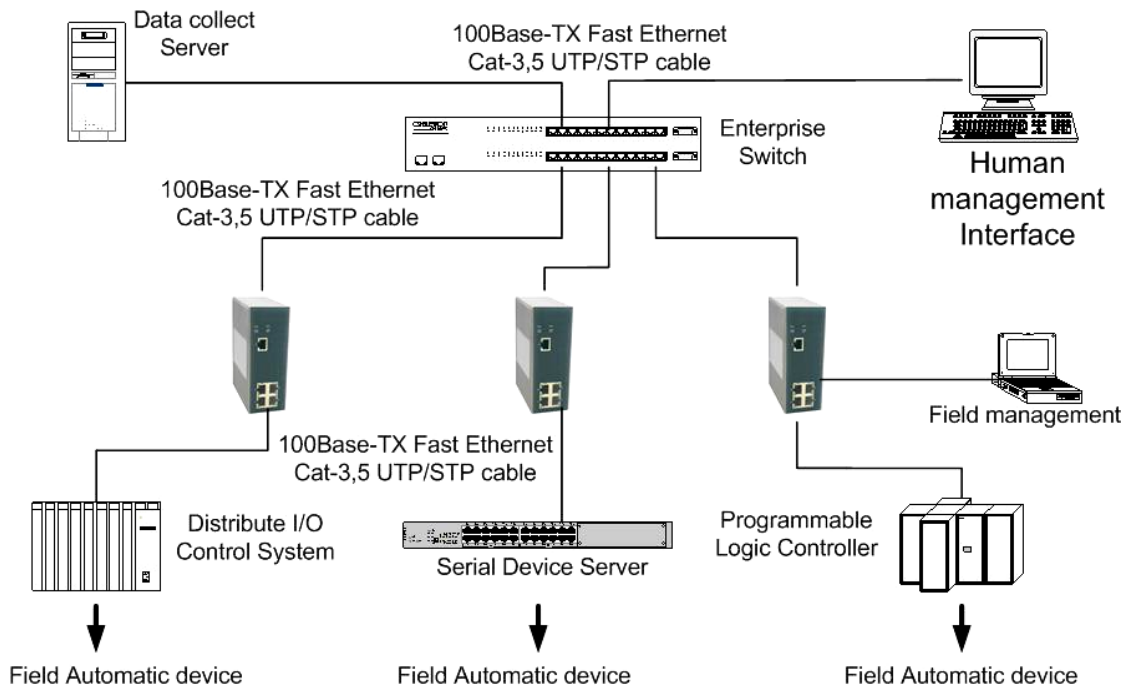 Data collect
Server
100Base-TX Fast Ethernet
Cat-3,5 UTP/STP cable
Enterprise
Switch
Human
management
Interface
100Base-TX Fast Ethernet
Cat-3,5 UTP/STP cable
Field management
100Base-TX Fast Ethernet
Cat-3,5 UTP/STP cable
Distribute I/O
Control System
Serial Device Server
Programmable
Logic Controller
Field Automatic device
Field Automatic device
Field Automatic device